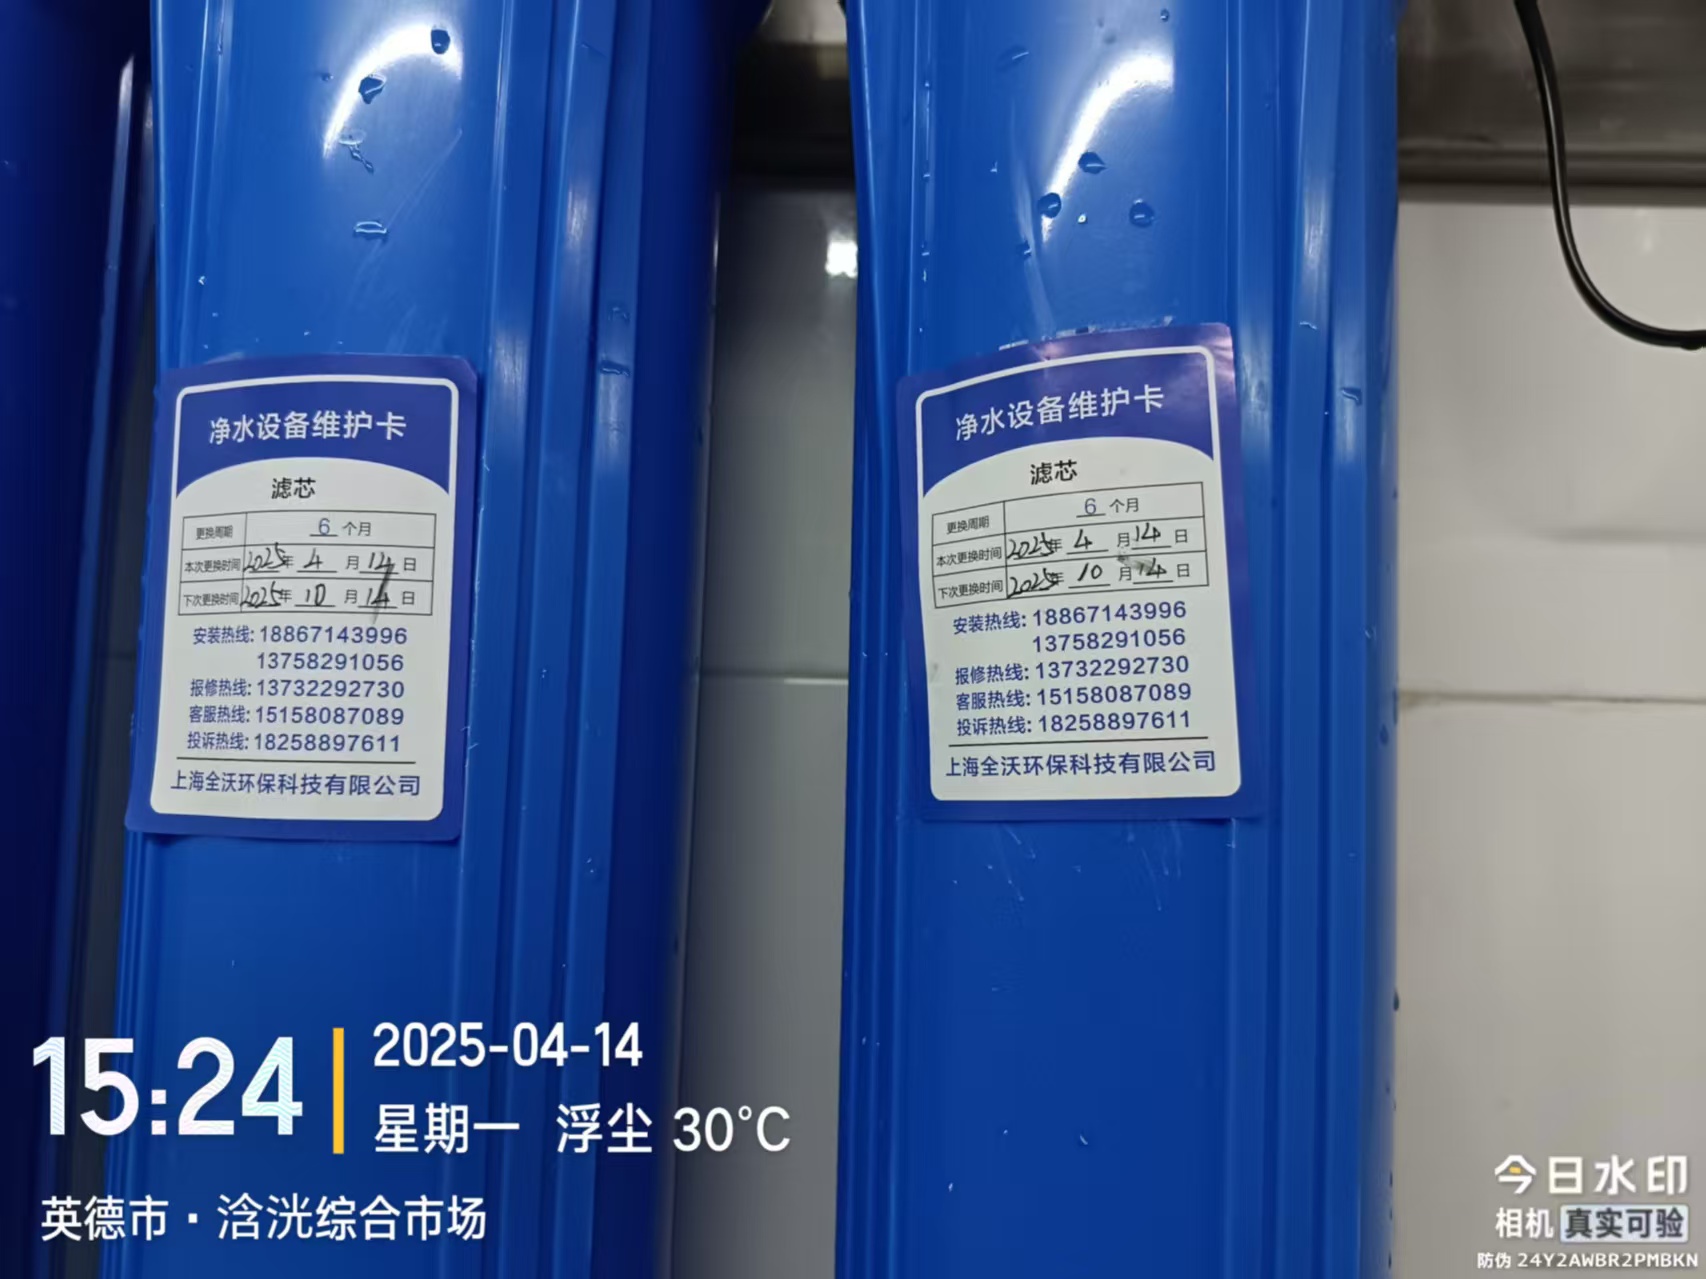 净水设备维护卡
滤芯
更换周期 6 个月
本次更换时间 2025年 4 月 14 日
下次更换时间 2025年 10 月 14 日
安装热线: 18867143996
13758291056
报修热线: 13732292730
客服热线: 15158087089
投诉热线: 18258897611
上海全沃环保科技有限公司
净水设备维护卡
滤芯
更换周期 6 个月
本次更换时间 2025年 4 月 14 日
下次更换时间 2025年 10 月 14 日
安装热线: 18867143996
13758291056
报修热线: 13732292730
客服热线: 15158087089
投诉热线: 18258897611
上海全沃环保科技有限公司
15:24
2025-04-14
星期一 浮尘 30°C
英德市·浛洸综合市场
今日水印
相机 真实可验
防伪 24Y2AWBR2PMBKN